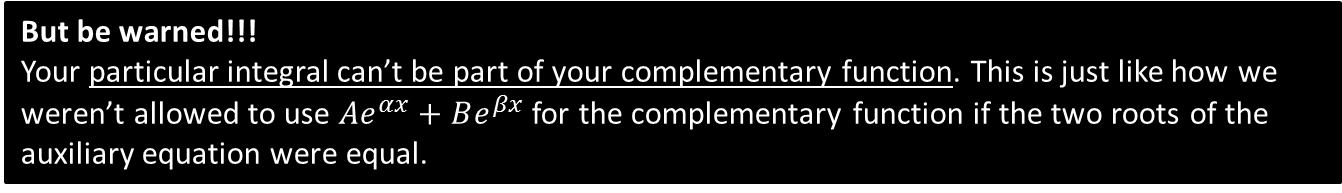 But be warned!!!
Your particular integral can’t be part of your complementary function. This is just like how we
weren’t allowed to use Ae^{αx} + Be^{βx} for the complementary function if the two roots of the
auxiliary equation were equal.